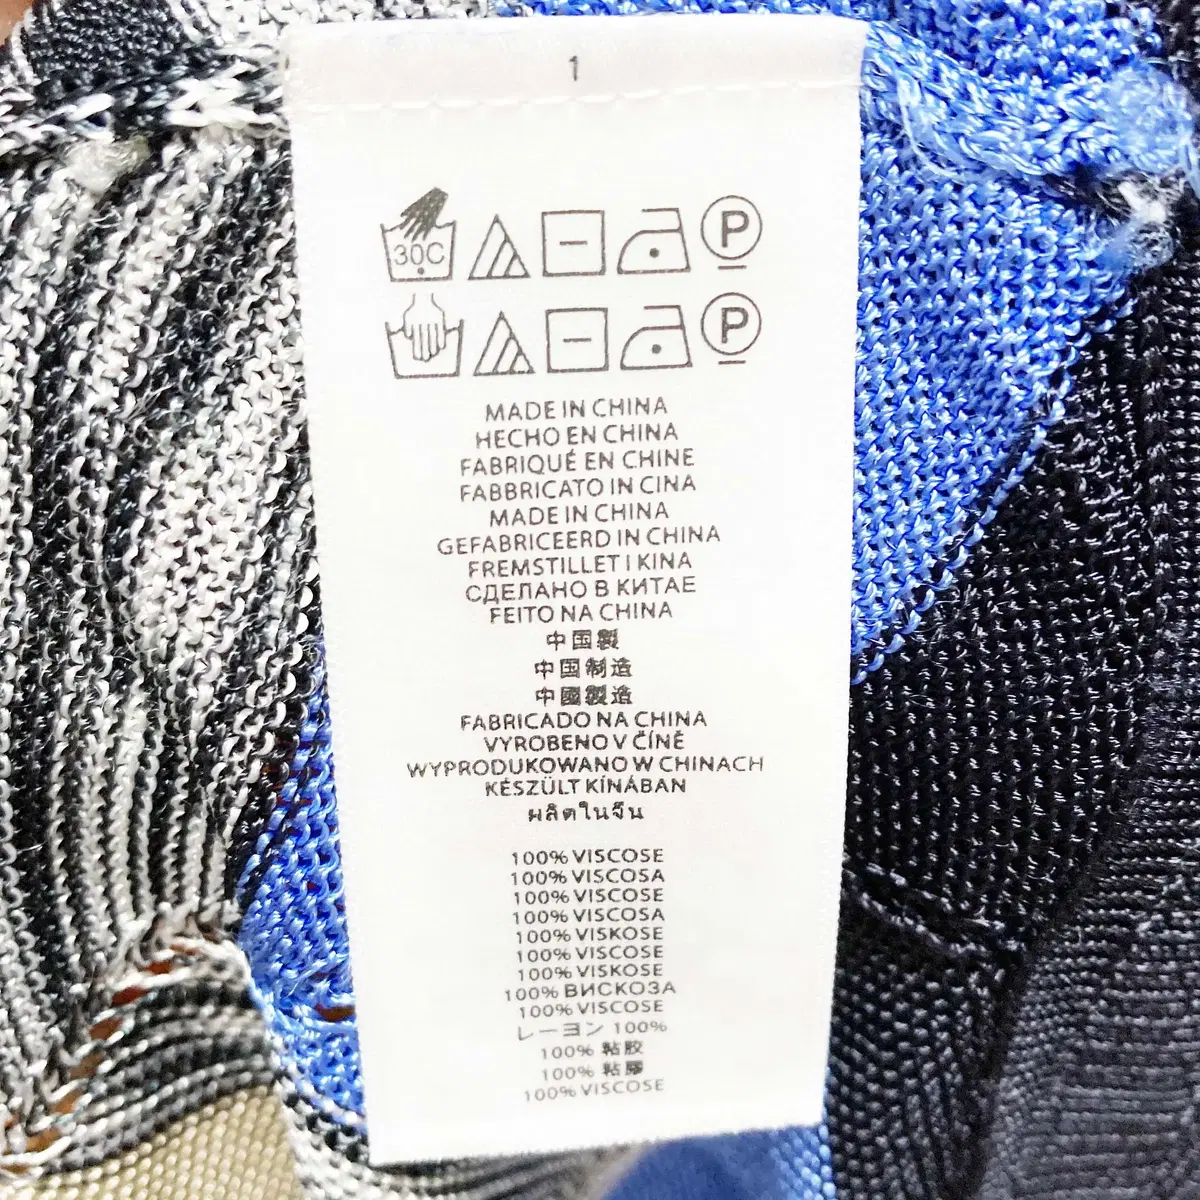 1
30C P
P
MADE IN CHINA
HECHO EN CHINA
FABRIQUÉ EN CHINE
FABBRICATO IN CINA
MADE IN CHINA
GEFABRICEERD IN CHINA
FREMSTILLET I KINA
СДЕЛАНО В КИТАЕ
FEITO NA CHINA
中国製
中国制造
中國製造
FABRICADO NA CHINA
VYROBENO V ČÍNĚ
WYPRODUKOWANO W CHINACH
KÉSZÜLT KÍNÁBAN
ผลิตในจีน
100% VISCOSE
100% VISCOSA
100% VISCOSE
100% VISCOSA
100% VISKOSE
100% VISCOSE
100% VISKOSE
100% ВИСКОЗА
100% VISCOSE
レーヨン 100%
100% 粘胶
100% 粘膠
100% VISCOSE